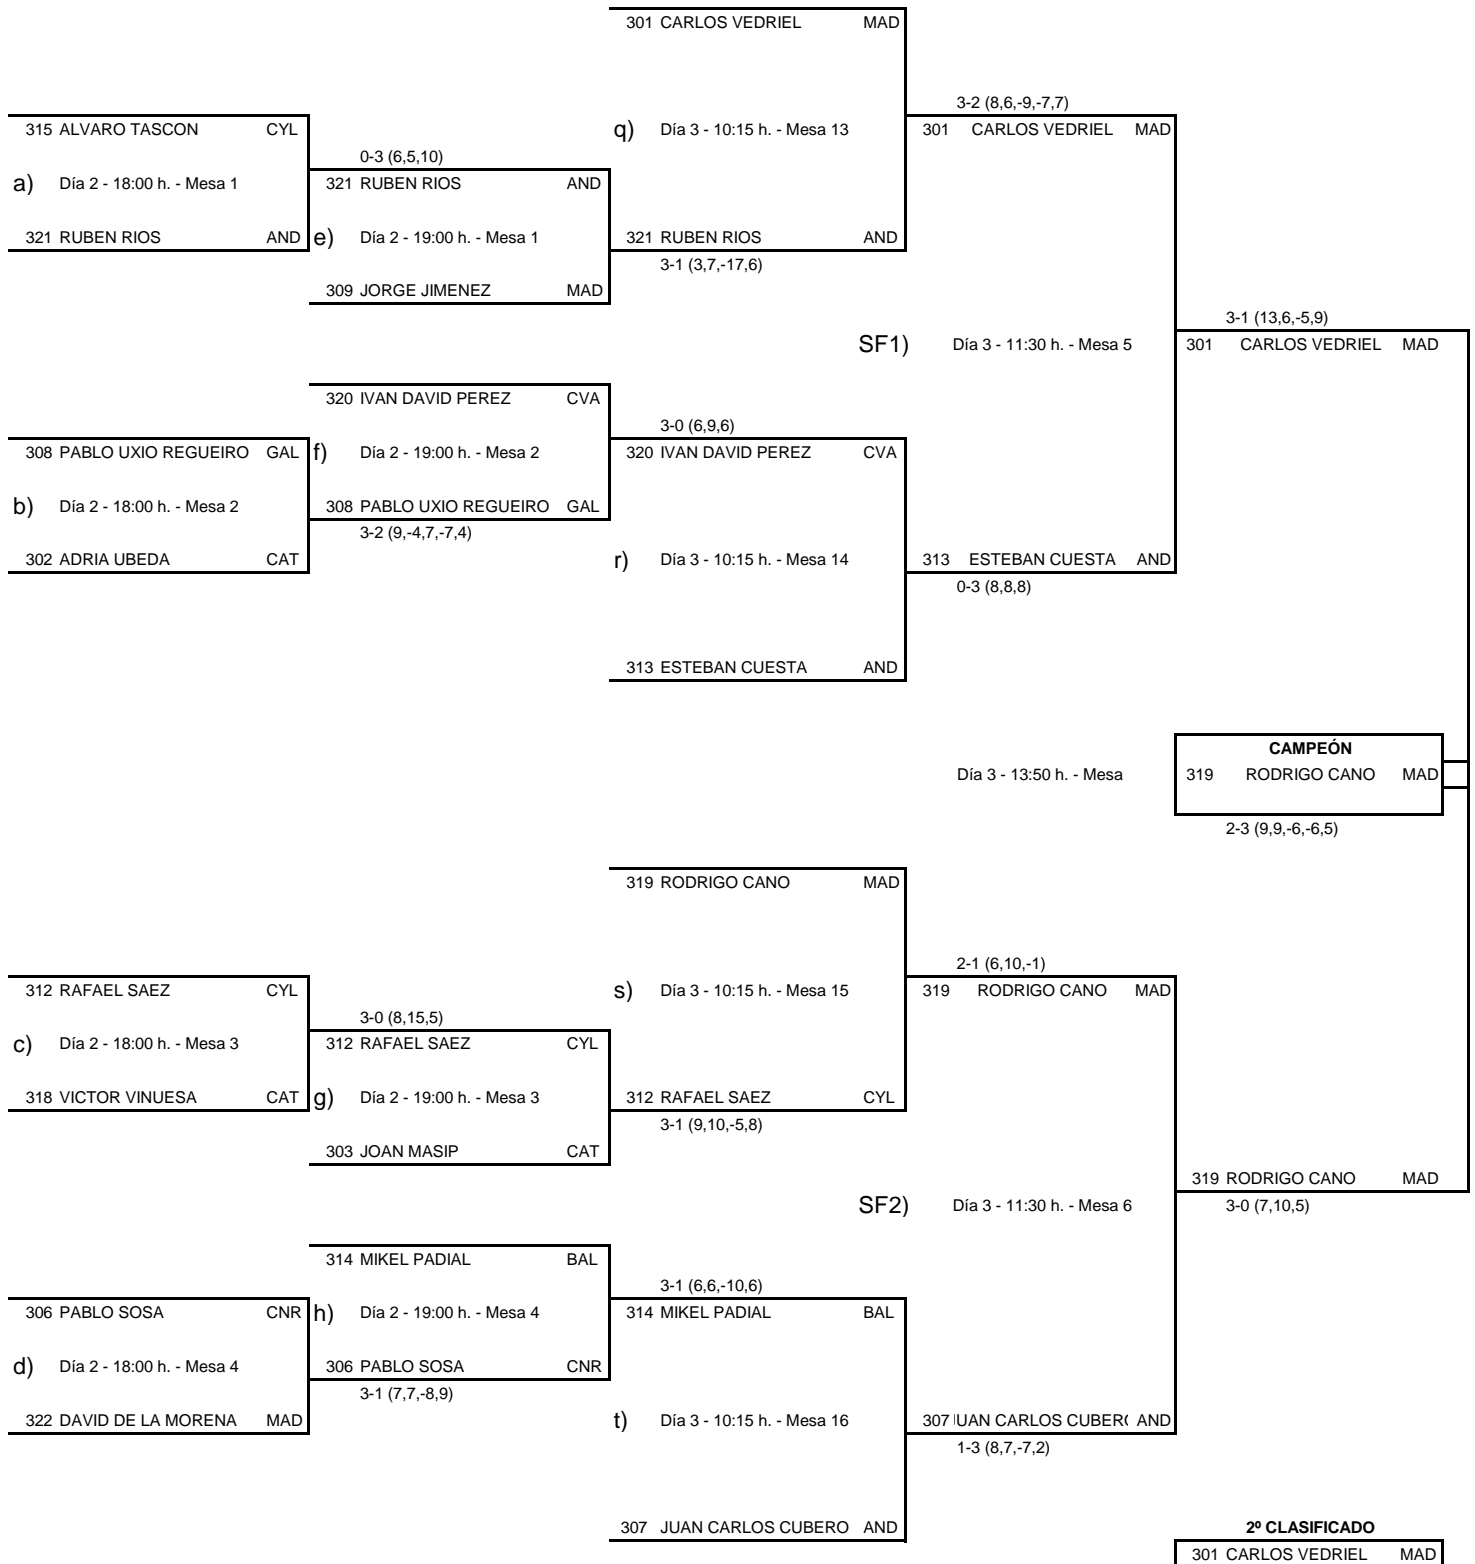 301 CARLOS VEDRIEL MAD
3-2 (8,6,-9,-7,7)
315 ALVARO TASCON CYL
q) Día 3 - 10:15 h. - Mesa 13
301 CARLOS VEDRIEL MAD
0-3 (6,5,10)
a) Día 2 - 18:00 h. - Mesa 1
321 RUBEN RIOS AND
321 RUBEN RIOS AND
e) Día 2 - 19:00 h. - Mesa 1
321 RUBEN RIOS AND
3-1 (3,7,-17,6)
309 JORGE JIMENEZ MAD
3-1 (13,6,-5,9)
SF1) Día 3 - 11:30 h. - Mesa 5
301 CARLOS VEDRIEL MAD
320 IVAN DAVID PEREZ CVA
3-0 (6,9,6)
308 PABLO UXIO REGUEIRO GAL
f) Día 2 - 19:00 h. - Mesa 2
320 IVAN DAVID PEREZ CVA
b) Día 2 - 18:00 h. - Mesa 2
308 PABLO UXIO REGUEIRO GAL
3-2 (9,-4,7,-7,4)
302 ADRIA UBEDA CAT
r) Día 3 - 10:15 h. - Mesa 14
313 ESTEBAN CUESTA AND
0-3 (8,8,8)
313 ESTEBAN CUESTA AND
CAMPEÓN
Día 3 - 13:50 h. - Mesa
319 RODRIGO CANO MAD
2-3 (9,9,-6,-6,5)
319 RODRIGO CANO MAD
2-1 (6,10,-1)
312 RAFAEL SAEZ CYL
s) Día 3 - 10:15 h. - Mesa 15
319 RODRIGO CANO MAD
3-0 (8,15,5)
c) Día 2 - 18:00 h. - Mesa 3
312 RAFAEL SAEZ CYL
318 VICTOR VINUESA CAT
g) Día 2 - 19:00 h. - Mesa 3
312 RAFAEL SAEZ CYL
3-1 (9,10,-5,8)
303 JOAN MASIP CAT
319 RODRIGO CANO MAD
SF2) Día 3 - 11:30 h. - Mesa 6
3-0 (7,10,5)
314 MIKEL PADIAL BAL
3-1 (6,6,-10,6)
306 PABLO SOSA CNR
h) Día 2 - 19:00 h. - Mesa 4
314 MIKEL PADIAL BAL
d) Día 2 - 18:00 h. - Mesa 4
306 PABLO SOSA CNR
3-1 (7,7,-8,9)
322 DAVID DE LA MORENA MAD
t) Día 3 - 10:15 h. - Mesa 16
307 UAN CARLOS CUBER AND
1-3 (8,7,-7,2)
307 JUAN CARLOS CUBERO AND
2º CLASIFICADO
301 CARLOS VEDRIEL MAD